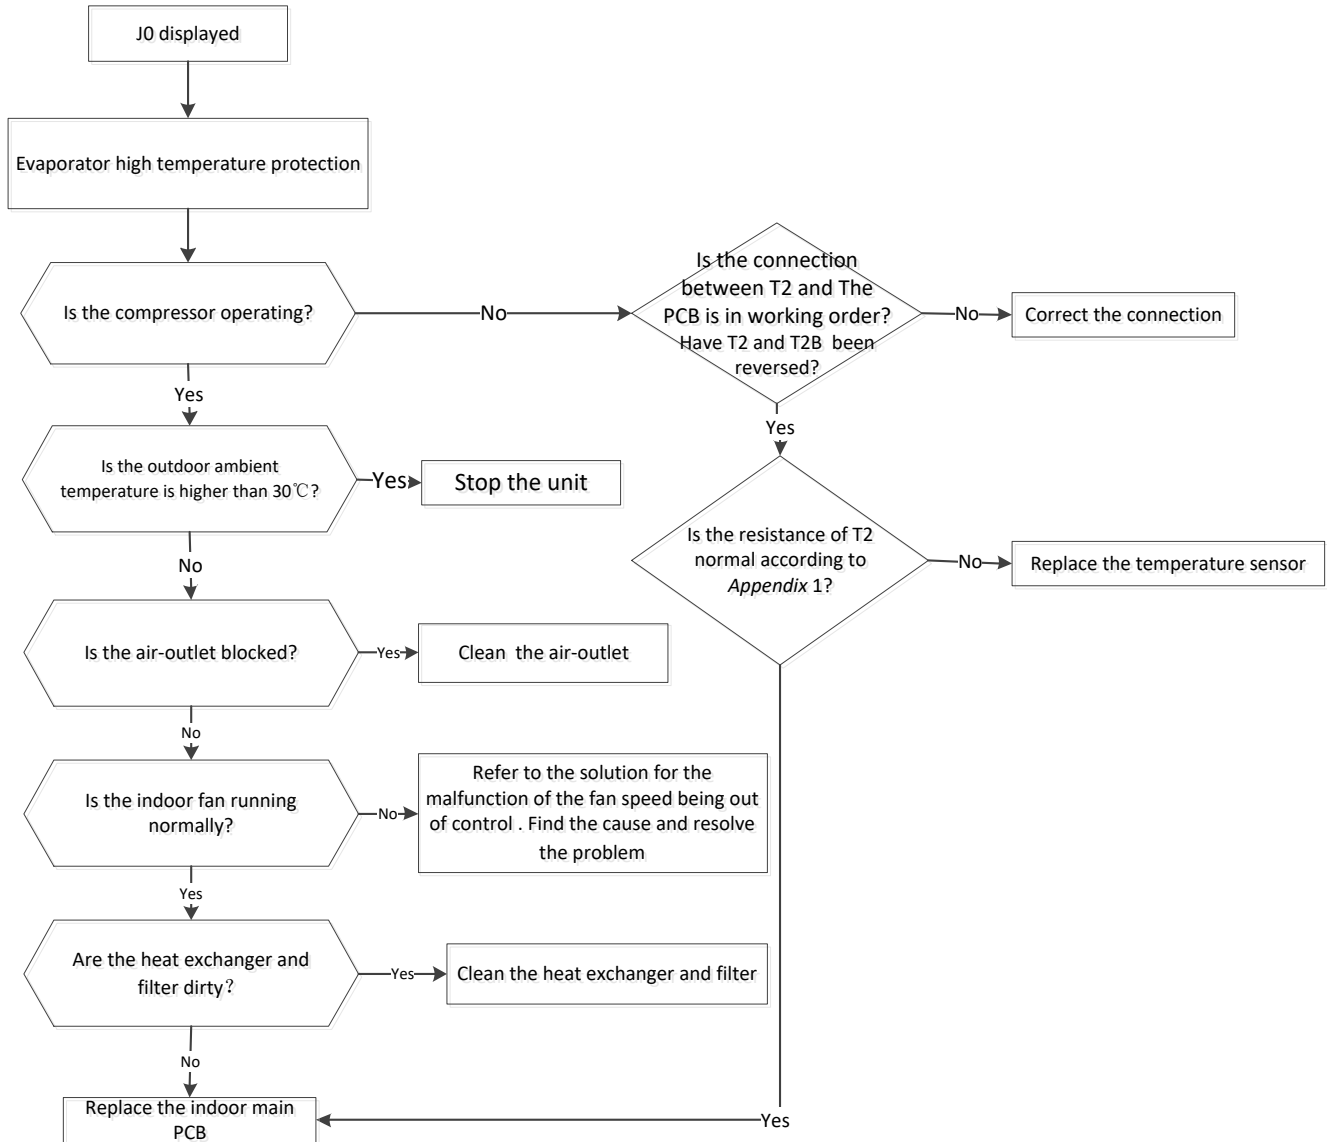 J0 displayed
Evaporator high temperature protection
Is the compressor operating?
No
Is the connection
between T2 and The
PCB is in working order?
Have T2 and T2B been
reversed?
No
Correct the connection
Yes
Yes
Is the outdoor ambient
temperature is higher than 30℃?
Yes
Stop the unit
Is the resistance of T2
normal according to
Appendix 1?
No
Replace the temperature sensor
No
Is the air-outlet blocked?
Yes
Clean the air-outlet
No
Is the indoor fan running
normally?
No
Refer to the solution for the
malfunction of the fan speed being out
of control . Find the cause and resolve
the problem
Yes
Are the heat exchanger and
filter dirty?
Yes
Clean the heat exchanger and filter
No
Replace the indoor main
PCB
Yes